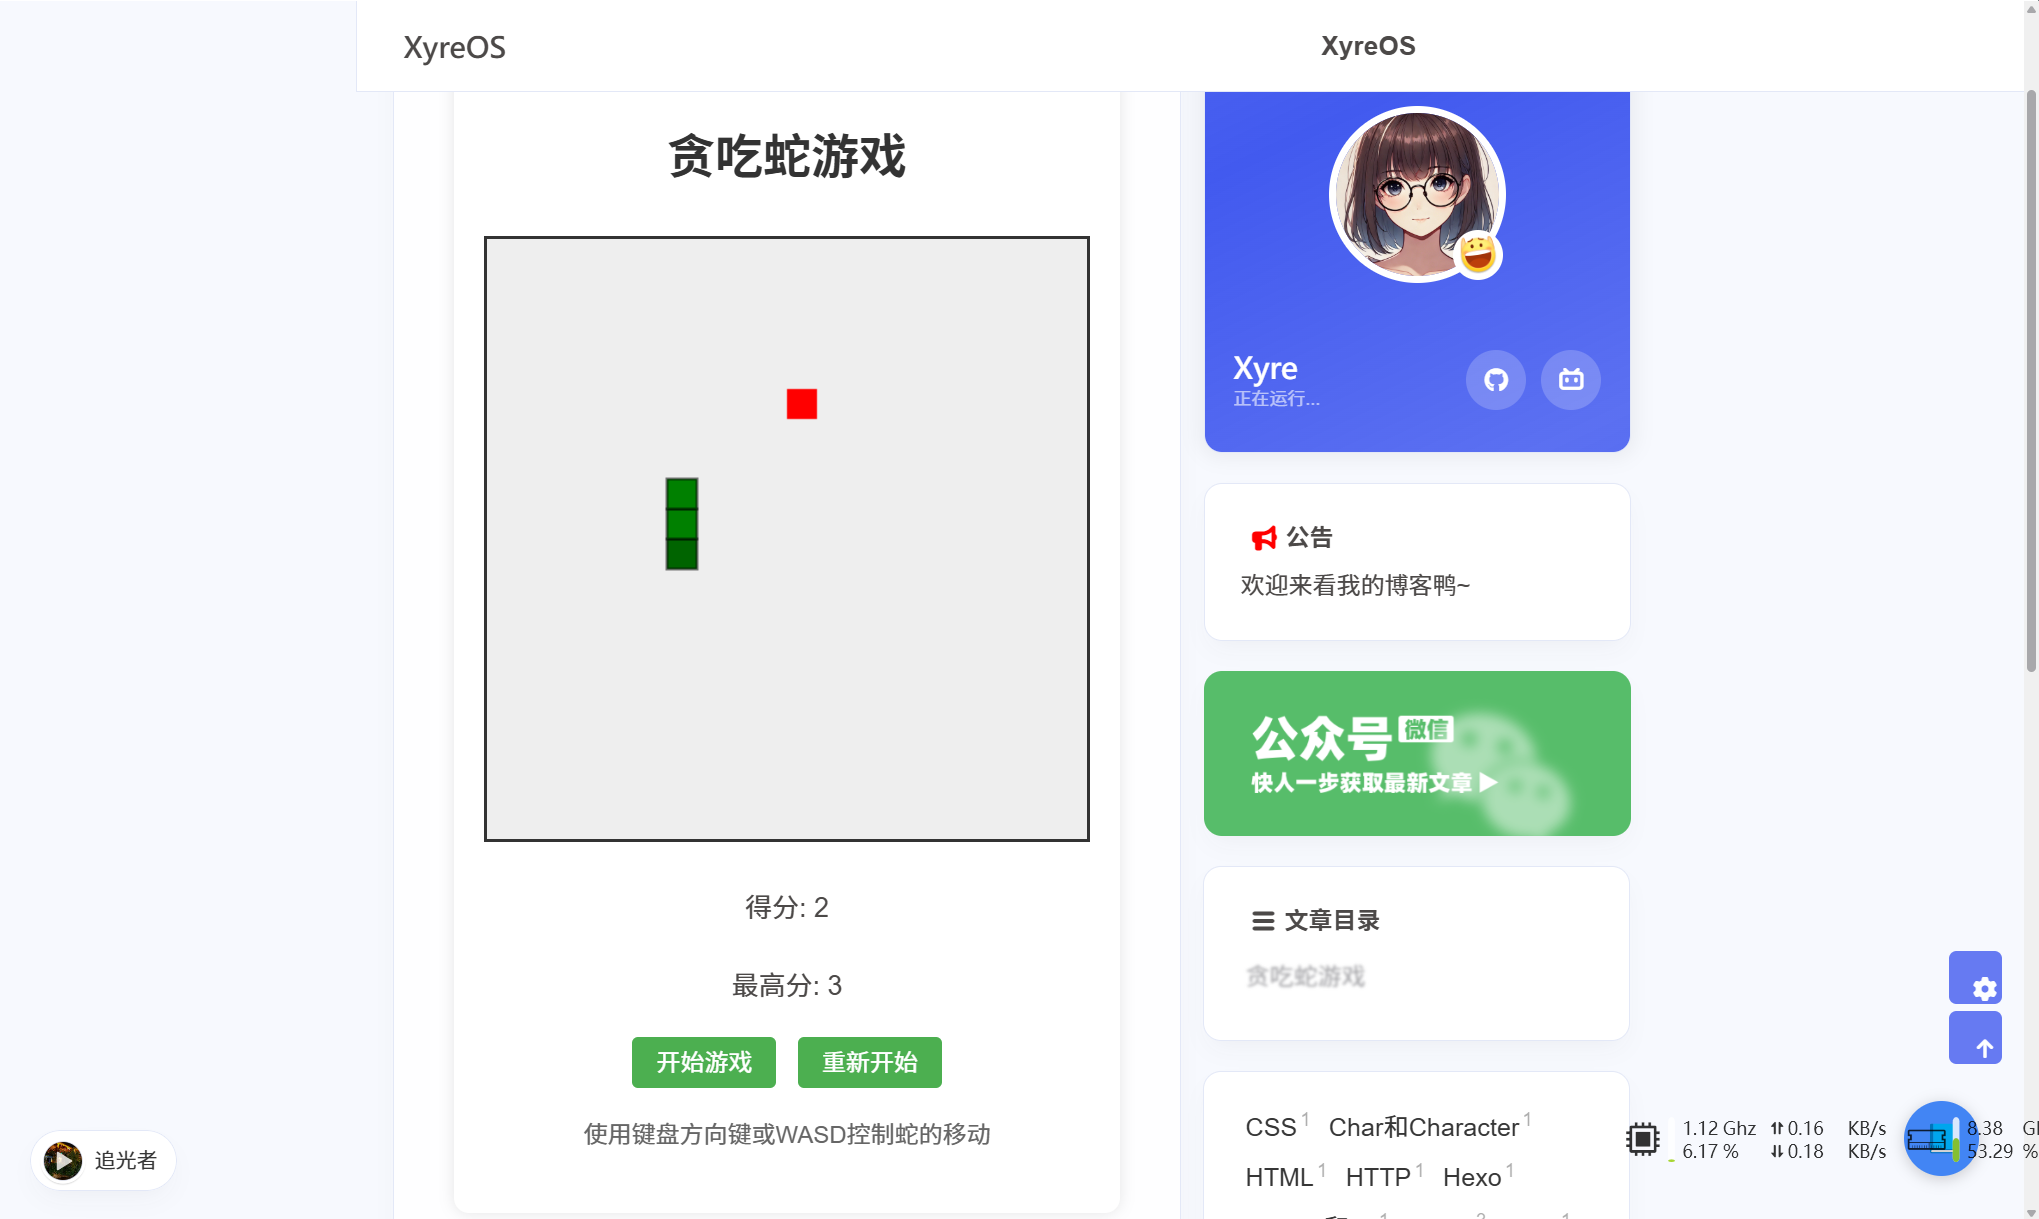 XyreOS
XyreOS
贪吃蛇游戏
得分: 2
最高分: 3
开始游戏
重新开始
使用键盘方向键或WASD控制蛇的移动
Xyre
正在运行...
公告
欢迎来看我的博客鸭~
公众号 微信
快人一步获取最新文章
文章目录
贪吃蛇游戏
CSS 1 Char和Character 1
HTML 1 HTTP 1 Hexo 1
追光者
1.12 Ghz 0.16 KB/s 8.38
6.17 % 0.18 KB/s 53.29 %